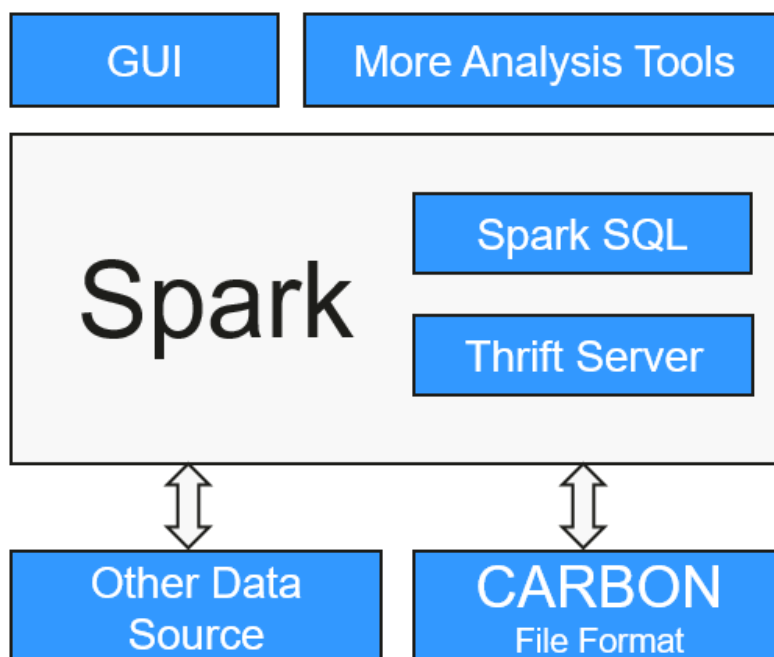 GUI
More Analysis Tools
Spark
Spark SQL
Thrift Server
Other Data
Source
CARBON
File Format